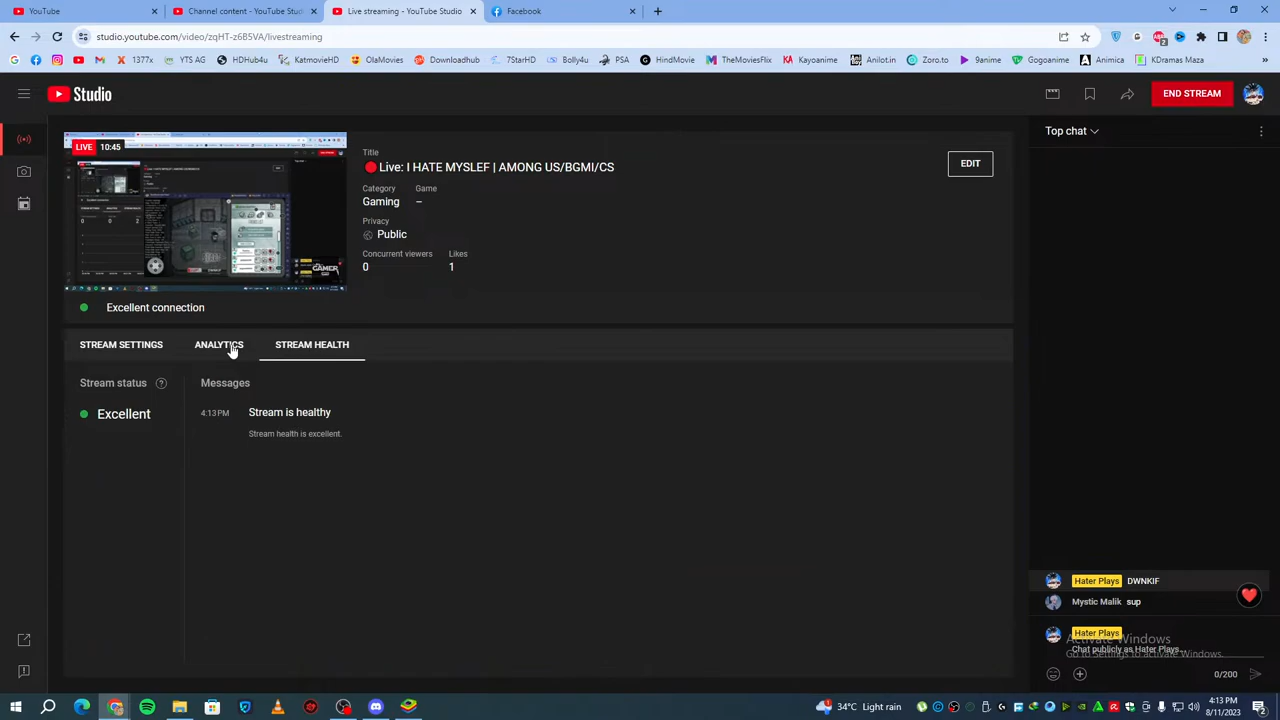 YouTube
Channel content - YouTube Stud
Live streaming - YouTube Studio
Facebook
studio.youtube.com/video/zqHT-z6B5VA/livestreaming
1377x
YTS AG
HDHub4u
KatmovieHD
OlaMovies
Downloadhub
7StarHD
Bolly4u
PSA
HindMovie
TheMoviesFlix
Kayoanime
Anilot.in
Zoro.to
9anime
Gogoanime
Animica
KDramas Maza
Studio
END STREAM
LIVE 10:45
Title
Live: I HATE MYSLEF I AMONG US/BGMI/CS
EDIT
Category
Game
Gaming
–
Privacy
Public
Concurrent viewers
Likes
0
1
Excellent connection
Top chat
STREAM SETTINGS
ANALYTICS
STREAM HEALTH
Stream status
Messages
Excellent
4:13 PM
Stream is healthy
Stream health is excellent.
Hater Plays DWNKIF
Mystic Malik sup
Hater Plays
Chat publicly as Hater Plays...
Activate Windows
Go to Settings to activate Windows.
0/200
34°C Light rain
4:13 PM
8/11/2023